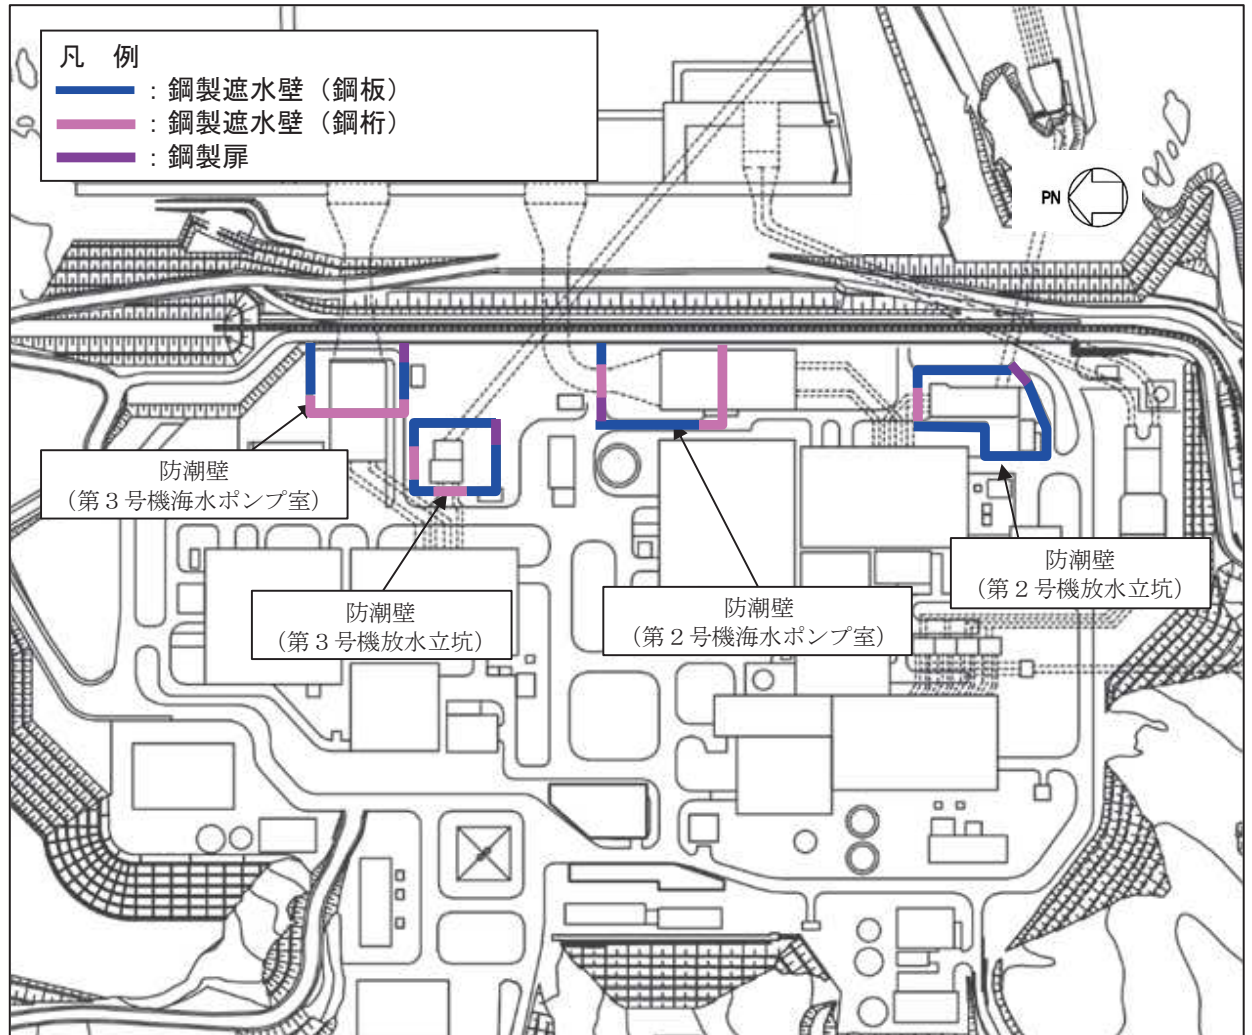 凡　例
：鋼製遮水壁（鋼板）
：鋼製遮水壁（鋼桁）
：鋼製扉
PN
防潮壁
（第３号機海水ポンプ室）
防潮壁
（第３号機放水立坑）
防潮壁
（第２号機海水ポンプ室）
防潮壁
（第２号機放水立坑）